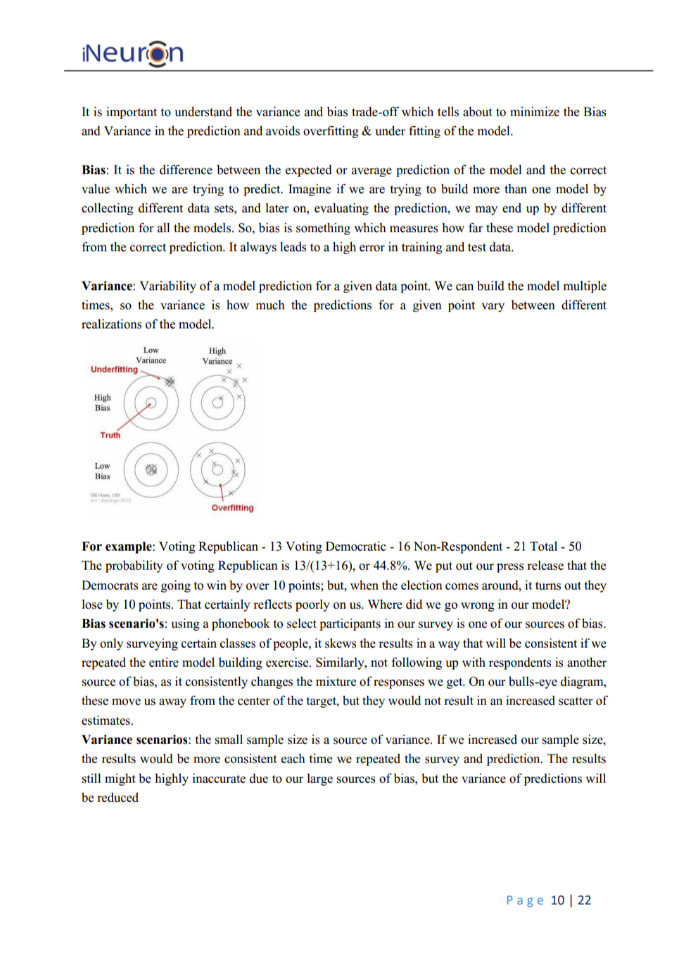 iNeuron
It is important to understand the variance and bias trade-off which tells about to minimize the Bias
and Variance in the prediction and avoids overfitting & under fitting of the model.
Bias: It is the difference between the expected or average prediction of the model and the correct
value which we are trying to predict. Imagine if we are trying to build more than one model by
collecting different data sets, and later on, evaluating the prediction, we may end up by different
prediction for all the models. So, bias is something which measures how far these model prediction
from the correct prediction. It always leads to a high error in training and test data.
Variance: Variability of a model prediction for a given data point. We can build the model multiple
times, so the variance is how much the predictions for a given point vary between different
realizations of the model.
Low High
Variance Variance
Underfitting
High
Bias
Truth
Low
Bias
Overfitting
For example: Voting Republican - 13 Voting Democratic - 16 Non-Respondent - 21 Total - 50
The probability of voting Republican is 13/(13+16), or 44.8%. We put out our press release that the
Democrats are going to win by over 10 points; but, when the election comes around, it turns out they
lose by 10 points. That certainly reflects poorly on us. Where did we go wrong in our model?
Bias scenario's: using a phonebook to select participants in our survey is one of our sources of bias.
By only surveying certain classes of people, it skews the results in a way that will be consistent if we
repeated the entire model building exercise. Similarly, not following up with respondents is another
source of bias, as it consistently changes the mixture of responses we get. On our bulls-eye diagram,
these move us away from the center of the target, but they would not result in an increased scatter of
estimates.
Variance scenarios: the small sample size is a source of variance. If we increased our sample size,
the results would be more consistent each time we repeated the survey and prediction. The results
still might be highly inaccurate due to our large sources of bias, but the variance of predictions will
be reduced
Page 10 | 22